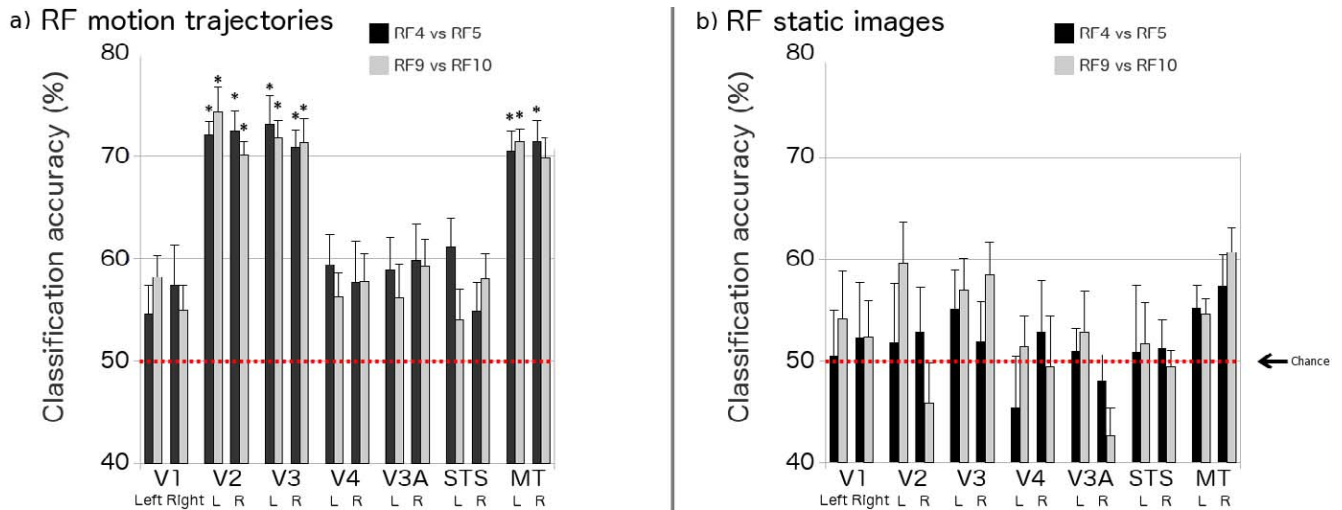 a) RF motion trajectories
RF4 vs RF5
RF9 vs RF10
Classification accuracy (%)
80
70
60
50
40
* * * * * * * * * * *
V1 V2 V3 V4 V3A STS MT
Left Right L R L R L R L R L R L R
b) RF static images
RF4 vs RF5
RF9 vs RF10
Classification accuracy (%)
80
70
60
50
40
Chance
V1 V2 V3 V4 V3A STS MT
Left Right L R L R L R L R L R L R